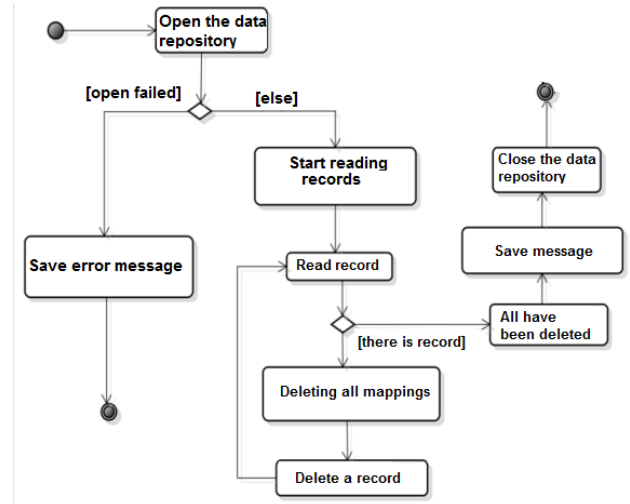 Open the data
repository
[open failed]
[else]
Start reading
records
Close the data
repository
Save error message
Read record
Save message
[there is record]
All have
been deleted
Deleting all mappings
Delete a record